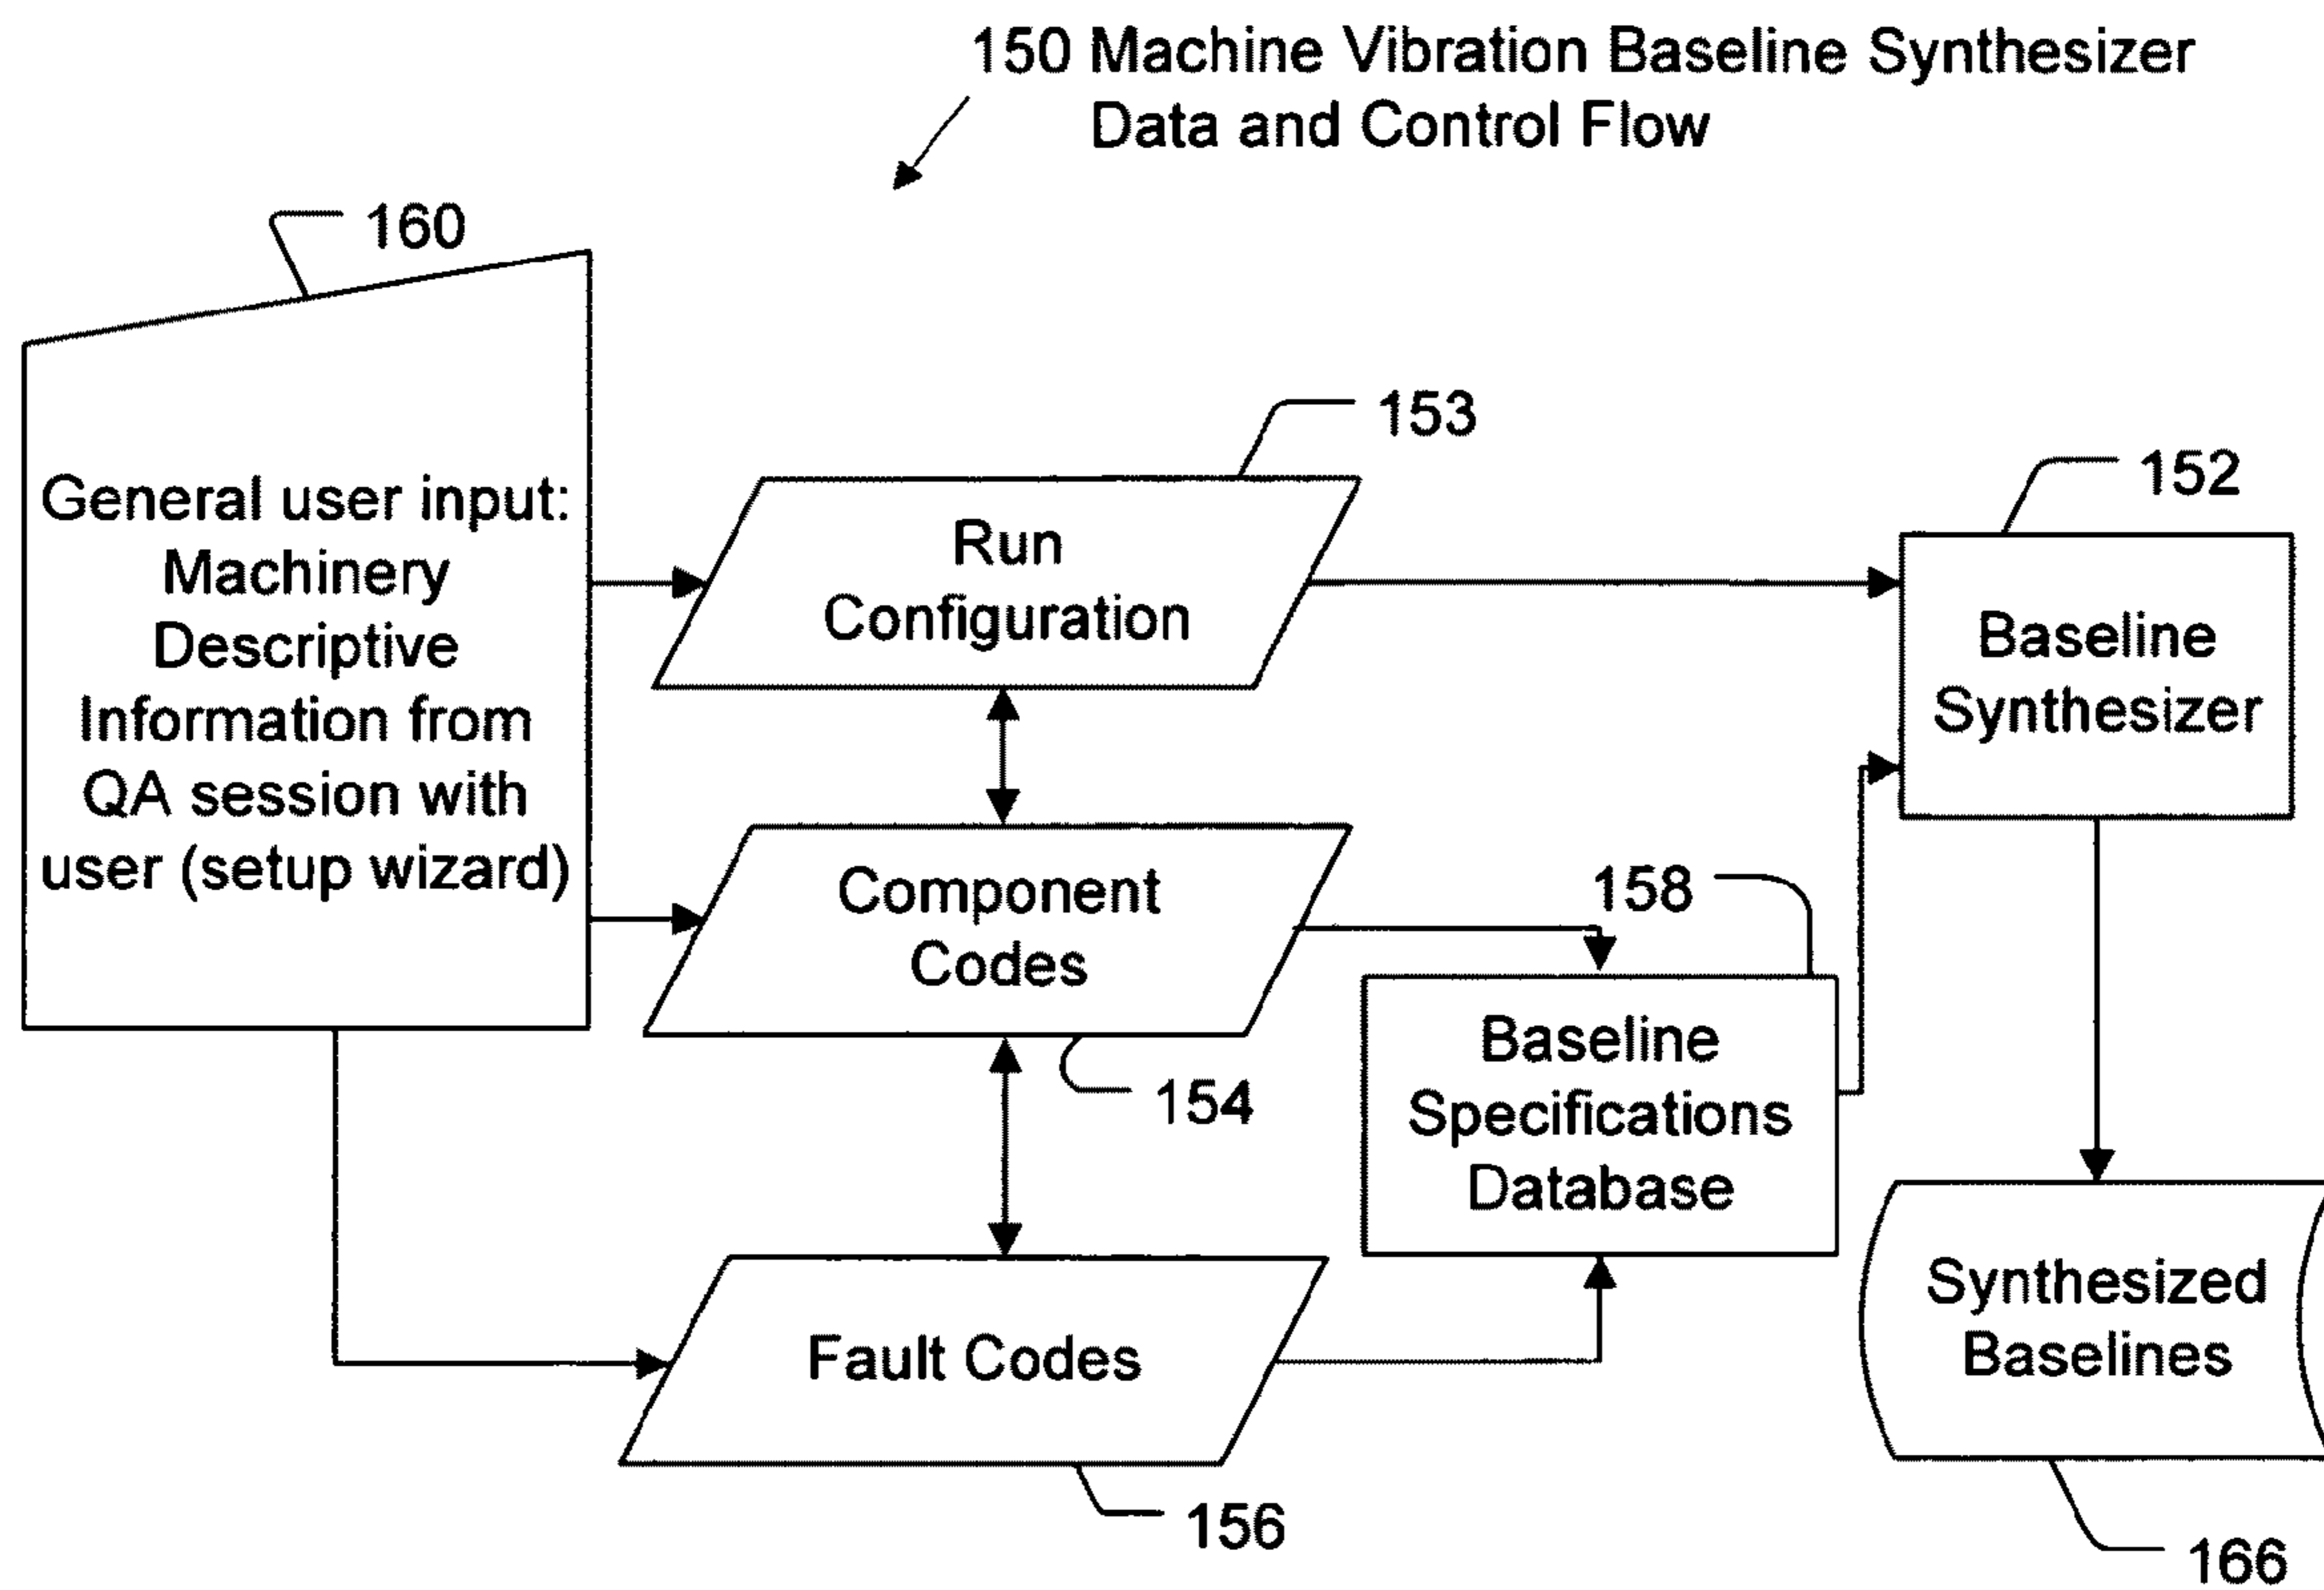 150 Machine Vibration Baseline Synthesizer
Data and Control Flow
160
General user input:
Machinery
Descriptive
Information from
QA session with
user (setup wizard)
153
Run
Configuration
152
Baseline
Synthesizer
Component
Codes
154
158
Baseline
Specifications
Database
Fault Codes
156
Synthesized
Baselines
166